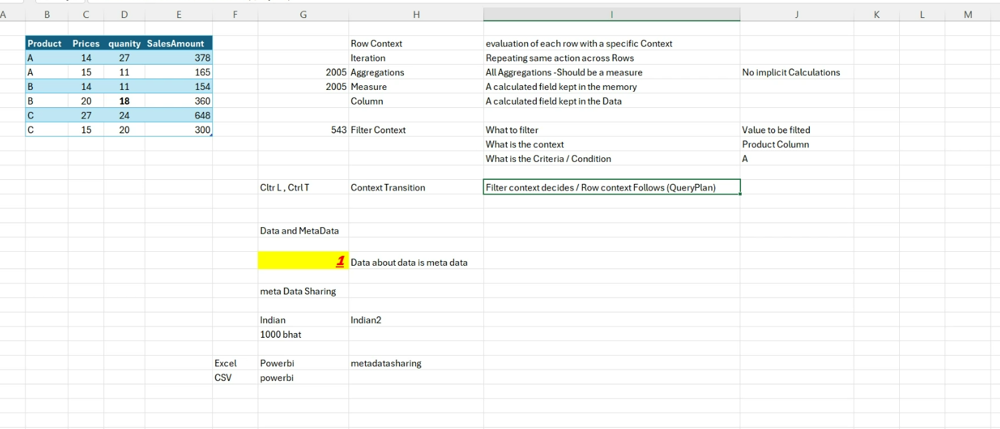 A B C D E F G H I J K L M
Product Prices quanity SalesAmount Row Context evaluation of each row with a specific Context
A 14 27 378 Iteration Repeating same action across Rows
A 15 11 165 2005 Aggregations All Aggregations -Should be a measure No implicit Calculations
B 14 11 154 2005 Measure A calculated field kept in the memory
B 20 18 360 Column A calculated field kept in the Data
C 27 24 648
C 15 20 300 543 Filter Context What to filter Value to be filted
What is the context Product Column
What is the Criteria / Condition A
Cltr L , Ctrl T Context Transition Filter context decides / Row context Follows (QueryPlan)
Data and MetaData
1 Data about data is meta data
meta Data Sharing
Indian Indian2
1000 bhat
Excel Powerbi metadatasharing
CSV powerbi